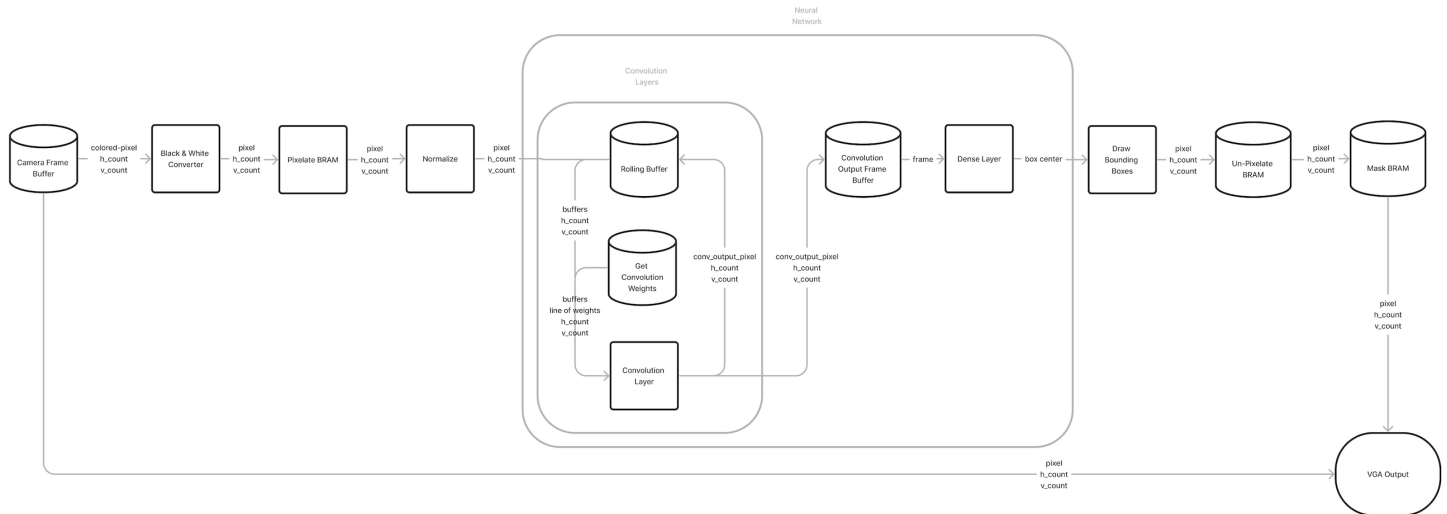 Neural
Network
Convolution
Layers
Camera Frame
Buffer
colored-pixel
h_count
v_count
Black & White
Converter
pixel
h_count
v_count
Pixelate BRAM
pixel
h_count
v_count
Normalize
pixel
h_count
v_count
Rolling Buffer
buffers
h_count
v_count
Get
Convolution
Weights
buffers
line of weights
h_count
v_count
Convolution
Layer
conv_output_pixel
h_count
v_count
conv_output_pixel
h_count
v_count
Convolution
Output Frame
Buffer
frame
Dense Layer
box center
Draw
Bounding
Boxes
pixel
h_count
v_count
Un-Pixelate
BRAM
pixel
h_count
v_count
Mask BRAM
pixel
h_count
v_count
pixel
h_count
v_count
VGA Output